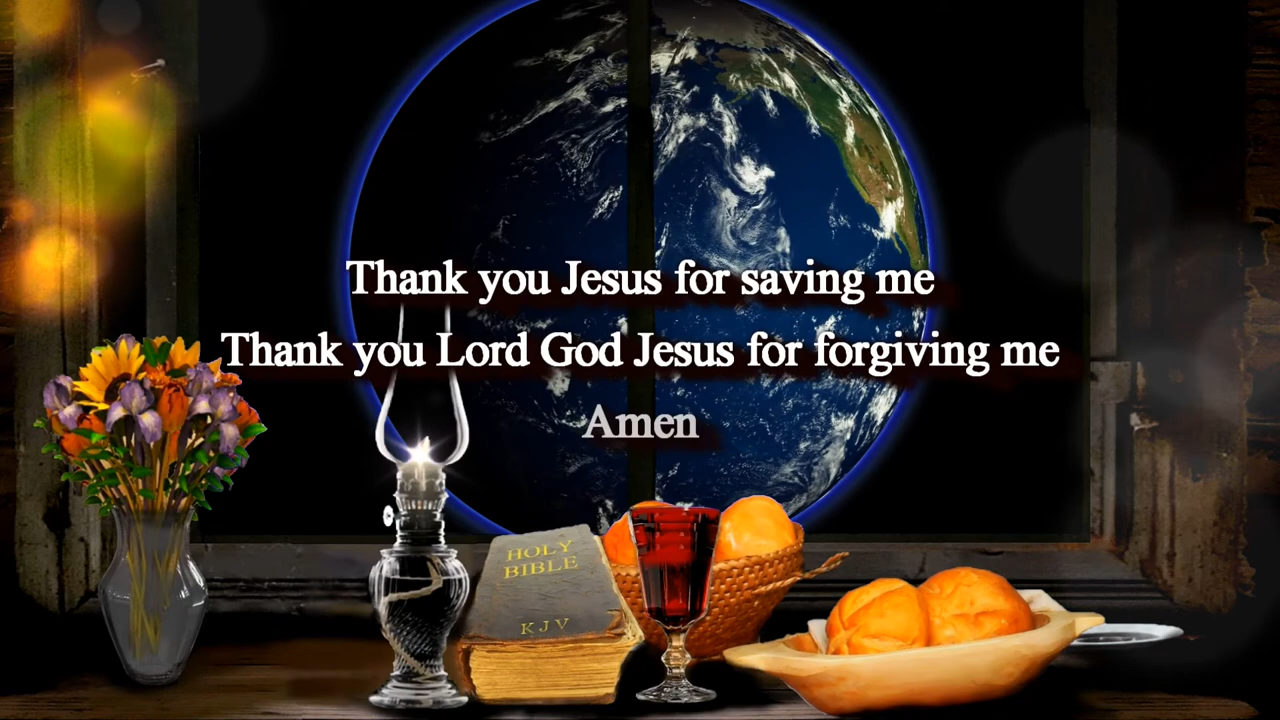 Thank you Jesus for saving me
Thank you Lord God Jesus for forgiving me
Amen
HOLY
BIBLE
KJV